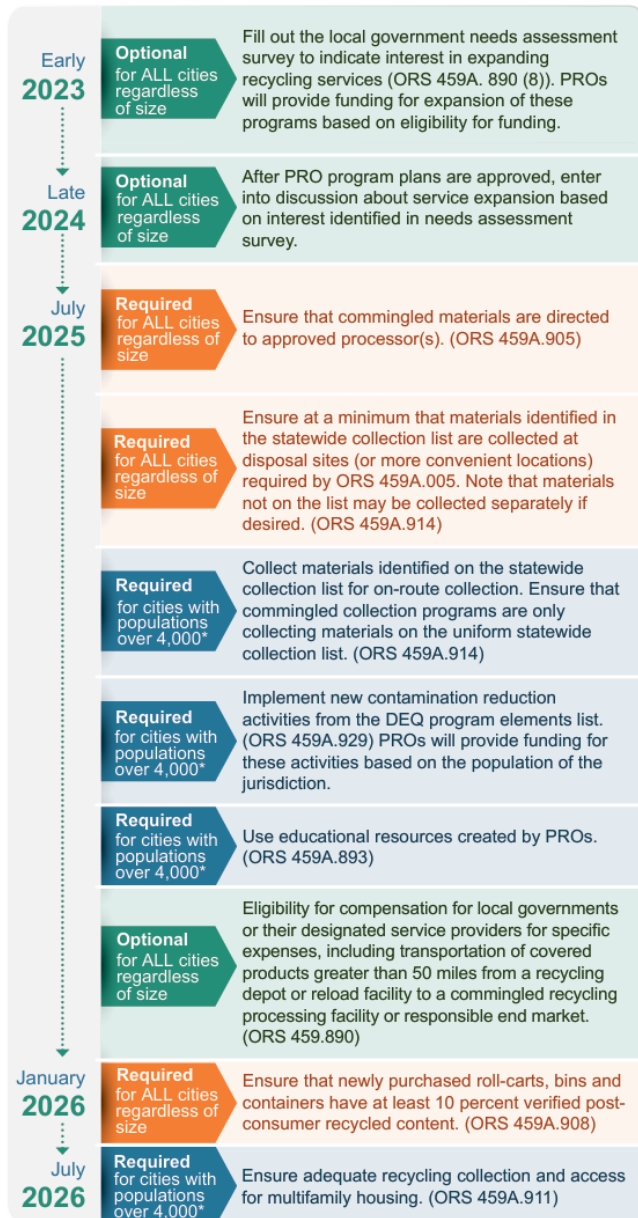 Early
2023
Optional
for ALL cities
regardless
of size
Fill out the local government needs assessment
survey to indicate interest in expanding
recycling services (ORS 459A. 890 (8)). PROs
will provide funding for expansion of these
programs based on eligibility for funding.
Late
2024
Optional
for ALL cities
regardless
of size
After PRO program plans are approved, enter
into discussion about service expansion based
on interest identified in needs assessment
survey.
July
2025
Required
for ALL cities
regardless of
size
Ensure that commingled materials are directed
to approved processor(s). (ORS 459A.905)
Required
for ALL cities
regardless of
size
Ensure at a minimum that materials identified in
the statewide collection list are collected at
disposal sites (or more convenient locations)
required by ORS 459A.005. Note that materials
not on the list may be collected separately if
desired. (ORS 459A.914)
Required
for cities with
populations
over 4,000*
Collect materials identified on the statewide
collection list for on-route collection. Ensure that
commingled collection programs are only
collecting materials on the uniform statewide
collection list. (ORS 459A.914)
Required
for cities with
populations
over 4,000*
Implement new contamination reduction
activities from the DEQ program elements list.
(ORS 459A.929) PROs will provide funding for
these activities based on the population of the
jurisdiction.
Required
for cities with
populations
over 4,000*
Use educational resources created by PROs.
(ORS 459A.893)
Optional
for ALL cities
regardless
of size
Eligibility for compensation for local governments
or their designated service providers for specific
expenses, including transportation of covered
products greater than 50 miles from a recycling
depot or reload facility to a commingled recycling
processing facility or responsible end market.
(ORS 459.890)
January
2026
Required
for ALL cities
regardless of
size
Ensure that newly purchased roll-carts, bins and
containers have at least 10 percent verified post-
consumer recycled content. (ORS 459A.908)
July
2026
Required
for cities with
populations
over 4,000*
Ensure adequate recycling collection and access
for multifamily housing. (ORS 459A.911)